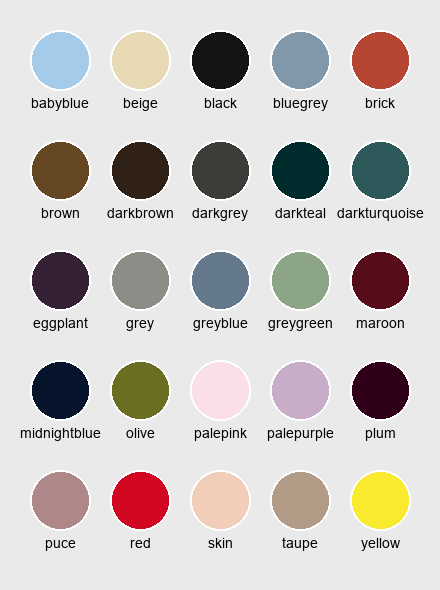 babyblue beige black bluegrey brick
brown darkbrown darkgrey darkteal darkturquoise
eggplant grey greyblue greygreen maroon
midnightblue olive palepink palepurple plum
puce red skin taupe yellow